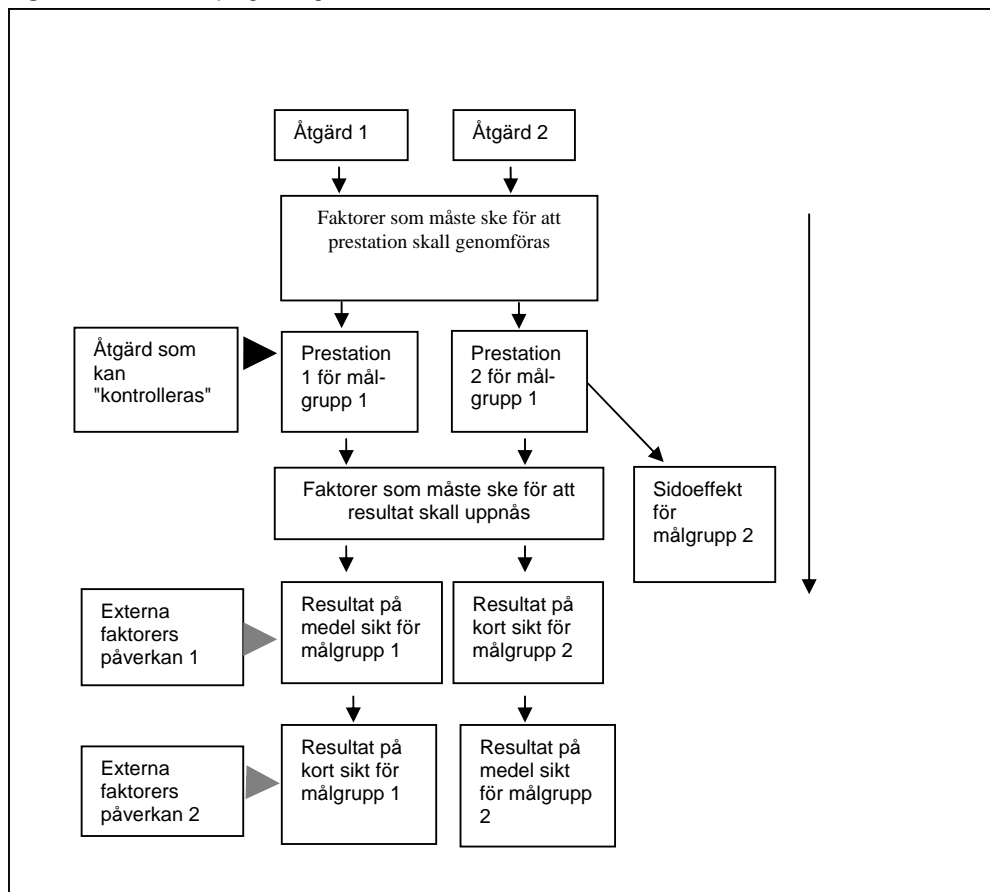 Åtgärd 1
Åtgärd 2
Faktorer som måste ske för att
prestation skall genomföras
Åtgärd som
kan
"kontrolleras"
Prestation
1 för mål-
grupp 1
Prestation
2 för mål-
grupp 1
Faktorer som måste ske för att
resultat skall uppnås
Sidoeffekt
för
målgrupp 2
Externa
faktorers
påverkan 1
Resultat på
medel sikt för
målgrupp 1
Resultat på
kort sikt för
målgrupp 2
Externa
faktorers
påverkan 2
Resultat på
kort sikt för
målgrupp 1
Resultat på
medel sikt
för målgrupp
2